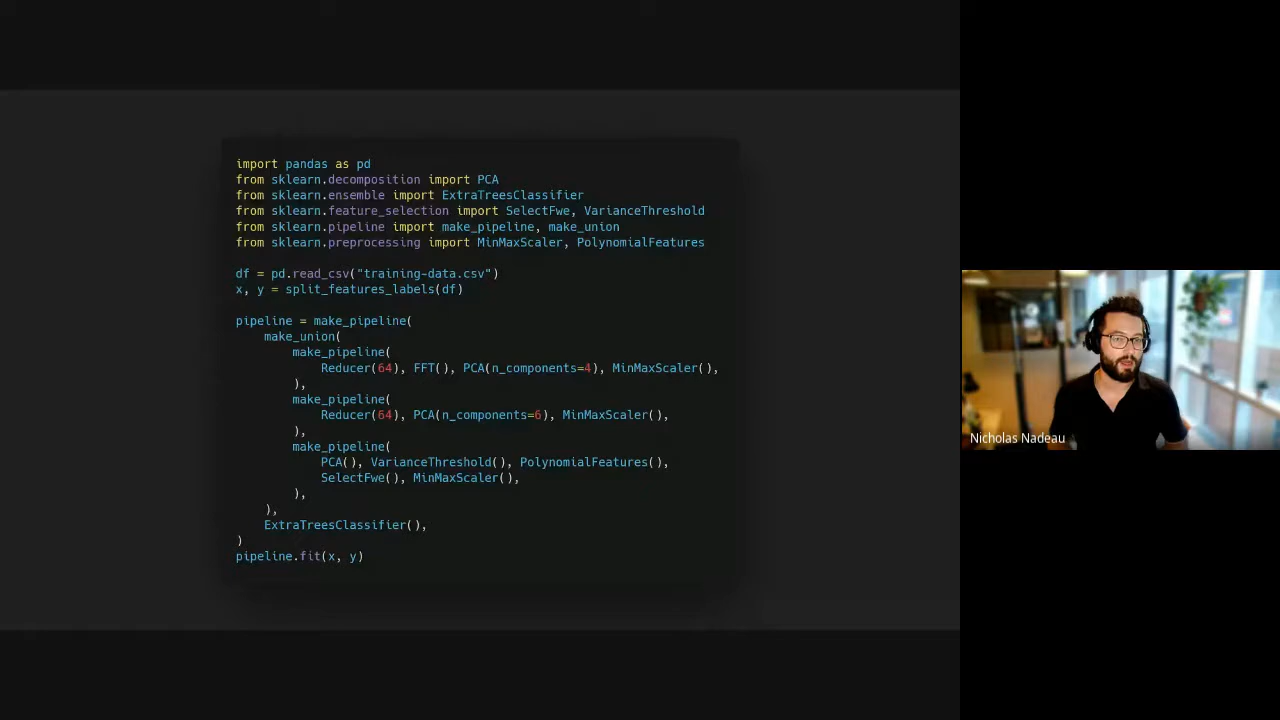 import pandas as pd
from sklearn.decomposition import PCA
from sklearn.ensemble import ExtraTreesClassifier
from sklearn.feature_selection import SelectFwe, VarianceThreshold
from sklearn.pipeline import make_pipeline, make_union
from sklearn.preprocessing import MinMaxScaler, PolynomialFeatures
df = pd.read_csv("training-data.csv")
x, y = split_features_labels(df)
pipeline = make_pipeline(
make_union(
make_pipeline(
Reducer(64), FFT(), PCA(n_components=4), MinMaxScaler(),
),
make_pipeline(
Reducer(64), PCA(n_components=6), MinMaxScaler(),
),
make_pipeline(
PCA(), VarianceThreshold(), PolynomialFeatures(),
SelectFwe(), MinMaxScaler(),
),
),
ExtraTreesClassifier(),
)
pipeline.fit(x, y)
Nicholas Nadeau